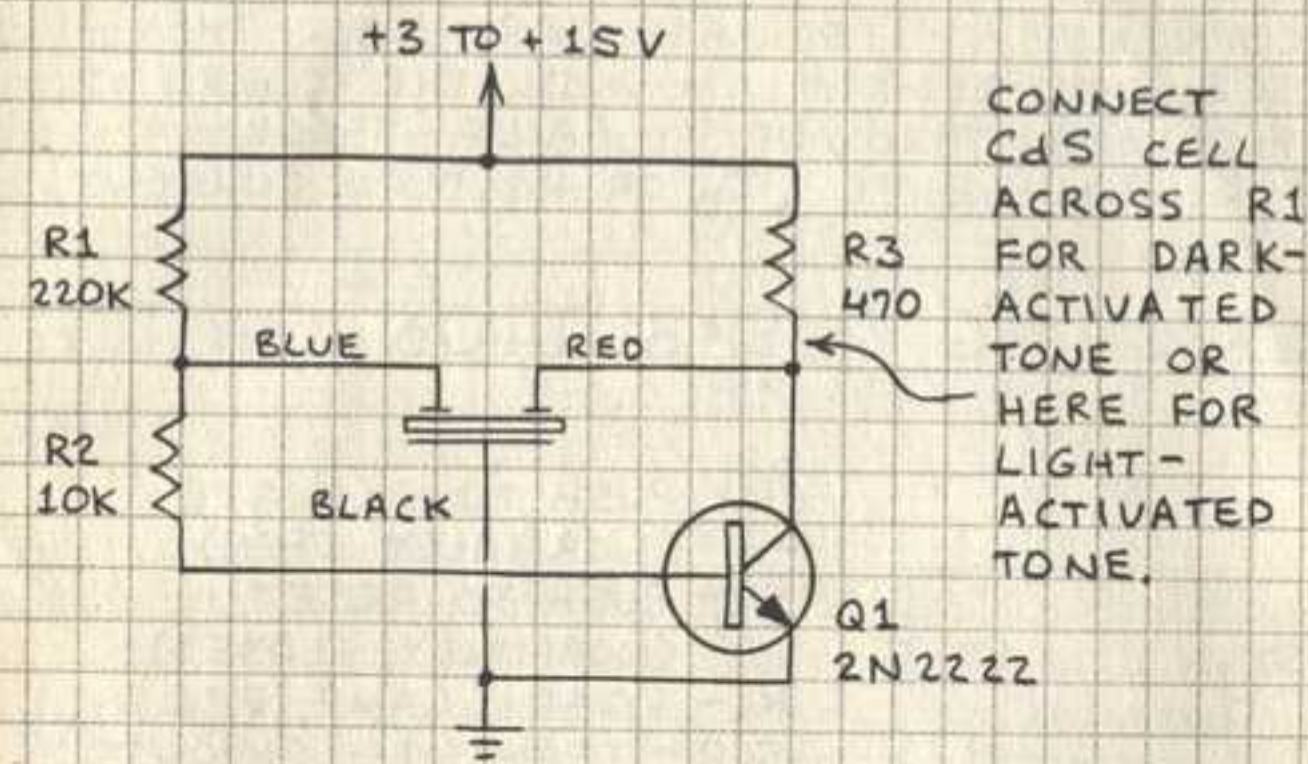 +3 TO +15V
R1
220K
R2
10K
BLUE
RED
BLACK
R3
470
Q1
2N2222
CONNECT
CdS CELL
ACROSS R1
FOR DARK-
ACTIVATED
TONE OR
HERE FOR
LIGHT-
ACTIVATED
TONE.